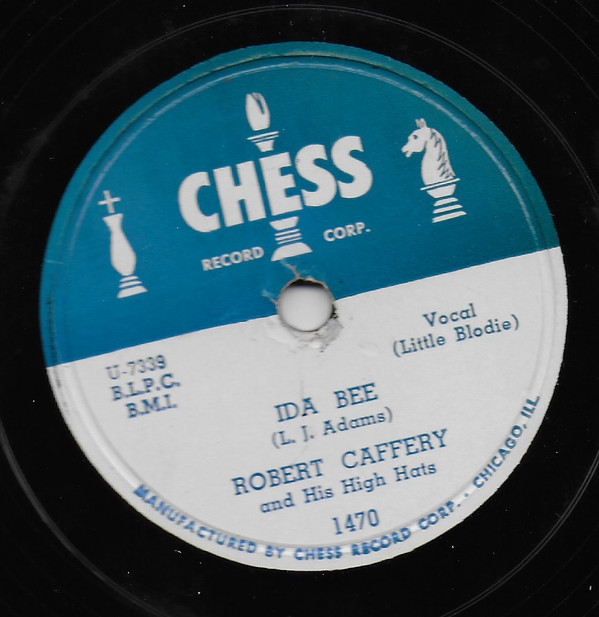 CHESS
RECORD CORP.
Vocal
(Little Blodie)
U-7339
B.L.P.C.
B.M.I.
IDA BEE
(L. J. Adams)
ROBERT CAFFERY
and His High Hats
1470
MANUFACTURED BY CHESS RECORD CORP. · CHICAGO, ILL